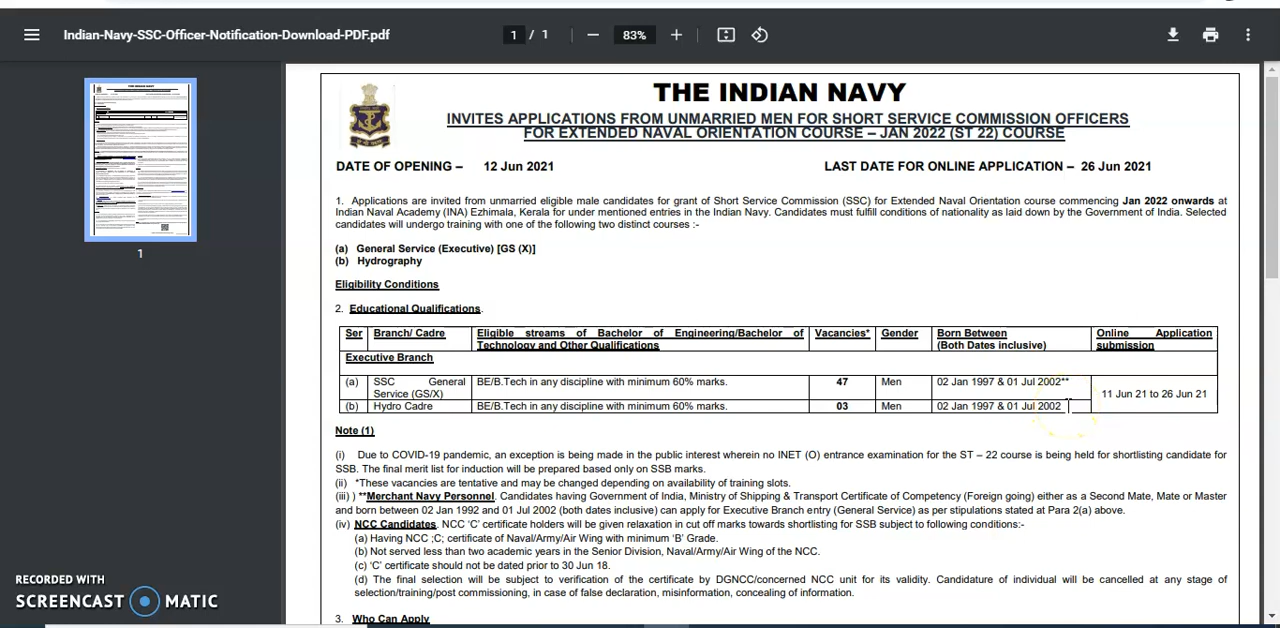 Indian-Navy-SSC-Officer-Notification-Download-PDF.pdf
1 / 1
83%
1
THE INDIAN NAVY
INVITES APPLICATIONS FROM UNMARRIED MEN FOR SHORT SERVICE COMMISSION OFFICERS
FOR EXTENDED NAVAL ORIENTATION COURSE – JAN 2022 (ST 22) COURSE
DATE OF OPENING – 12 Jun 2021 LAST DATE FOR ONLINE APPLICATION – 26 Jun 2021
1. Applications are invited from unmarried eligible male candidates for grant of Short Service Commission (SSC) for Extended Naval Orientation course commencing Jan 2022 onwards at
Indian Naval Academy (INA) Ezhimala, Kerala for under mentioned entries in the Indian Navy. Candidates must fulfill conditions of nationality as laid down by the Government of India. Selected
candidates will undergo training with one of the following two distinct courses :-
(a) General Service (Executive) [GS (X)]
(b) Hydrography
Eligibility Conditions
2. Educational Qualifications.
Ser Branch/ Cadre Eligible streams of Bachelor of Engineering/Bachelor of Vacancies* Gender Born Between Online Application
Technology and Other Qualifications (Both Dates inclusive) submission
Executive Branch
(a) SSC General BE/B.Tech in any discipline with minimum 60% marks. 47 Men 02 Jan 1997 & 01 Jul 2002**
Service (GS/X) 11 Jun 21 to 26 Jun 21
(b) Hydro Cadre BE/B.Tech in any discipline with minimum 60% marks. 03 Men 02 Jan 1997 & 01 Jul 2002
Note (1)
(i) Due to COVID-19 pandemic, an exception is being made in the public interest wherein no INET (O) entrance examination for the ST – 22 course is being held for shortlisting candidate for
SSB. The final merit list for induction will be prepared based only on SSB marks.
(ii) *These vacancies are tentative and may be changed depending on availability of training slots.
(iii) ) **Merchant Navy Personnel. Candidates having Government of India, Ministry of Shipping & Transport Certificate of Competency (Foreign going) either as a Second Mate, Mate or Master
and born between 02 Jan 1992 and 01 Jul 2002 (both dates inclusive) can apply for Executive Branch entry (General Service) as per stipulations stated at Para 2(a) above.
(iv) NCC Candidates. NCC 'C' certificate holders will be given relaxation in cut off marks towards shortlisting for SSB subject to following conditions:-
(a) Having NCC ;C; certificate of Naval/Army/Air Wing with minimum 'B' Grade.
(b) Not served less than two academic years in the Senior Division, Naval/Army/Air Wing of the NCC.
(c) 'C' certificate should not be dated prior to 30 Jun 18.
(d) The final selection will be subject to verification of the certificate by DGNCC/concerned NCC unit for its validity. Candidature of individual will be cancelled at any stage of
selection/training/post commissioning, in case of false declaration, misinformation, concealing of information.
3. Who Can Apply
RECORDED WITH
SCREENCAST MATIC